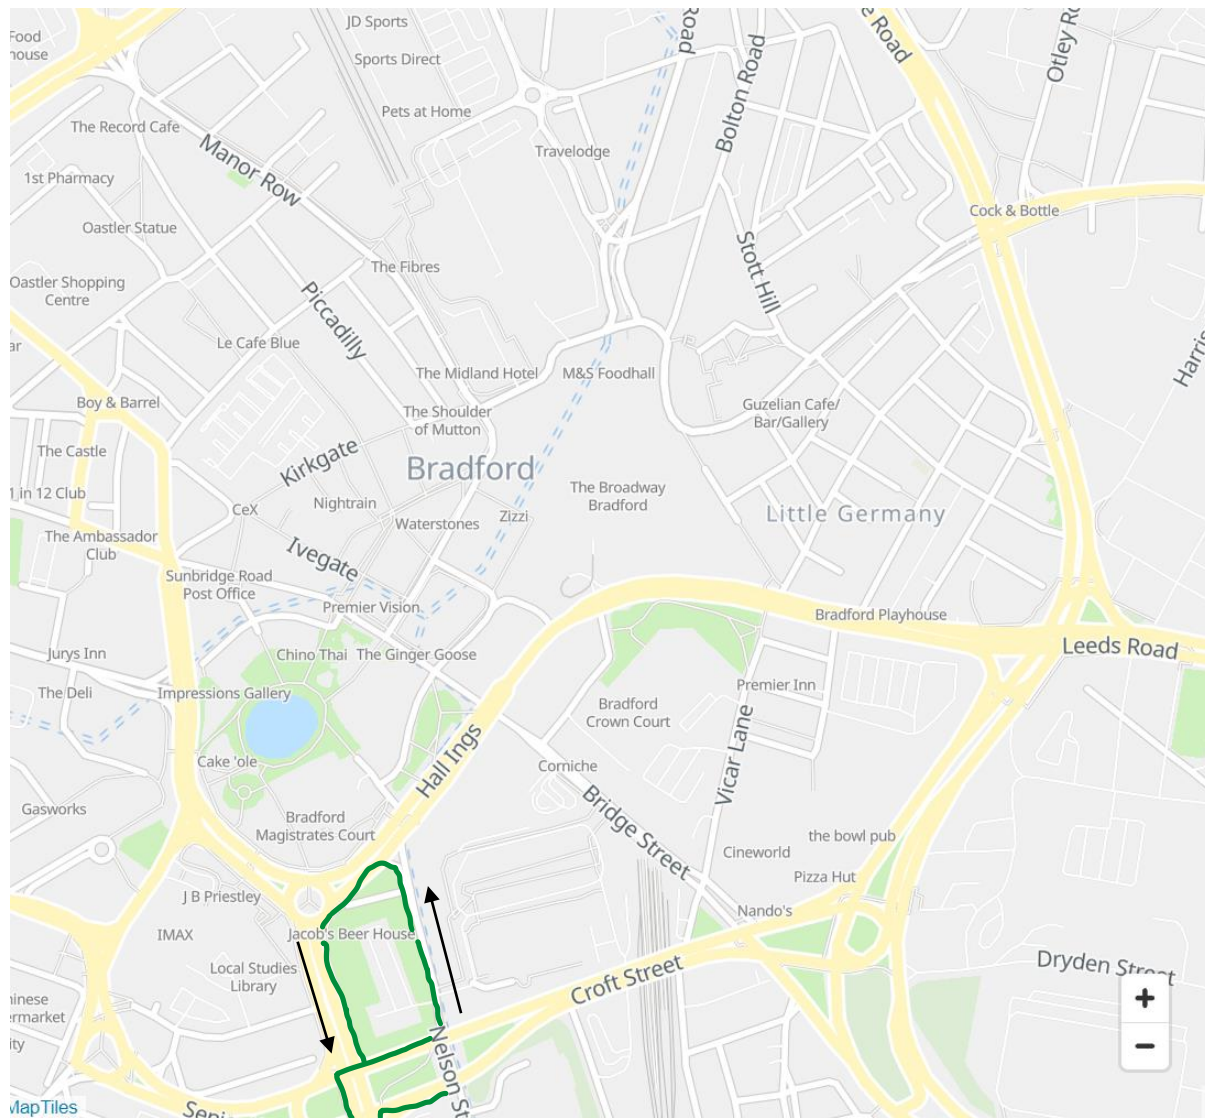 JD Sports
e Road
Road
Food
house
Sports Direct
Bolton Road
Otley Ro
Pets at Home
The Record Cafe
Manor Row
Travelodge
1st Pharmacy
Cock & Bottle
Oastler Statue
Stott Hill
The Fibres
Oastler Shopping
Centre
Piccadilly
Harris
ar
Le Cafe Blue
The Midland Hotel
M&S Foodhall
Boy & Barrel
The Shoulder
of Mutton
Guzelian Cafe/
Bar/Gallery
The Castle
Kirkgate
Bradford
1 in 12 Club
Nightrain
The Broadway
Bradford
CeX
Waterstones
Zizzi
Little Germany
The Ambassador
Club
Ivegate
Sunbridge Road
Post Office
Premier Vision
Bradford Playhouse
Leeds Road
Jurys Inn
Chino Thai
The Ginger Goose
The Deli
Impressions Gallery
Premier Inn
Bradford
Crown Court
Hall Ings
Vicar Lane
Cake 'ole
Corniche
Gasworks
Bradford
Magistrates Court
Bridge Street
the bowl pub
Cineworld
Pizza Hut
J B Priestley
Nando's
IMAX
Jacob's Beer House
Local Studies
Library
Croft Street
Dryden Street
hinese
ermarket
ity
+
−
Nelson St
MapTiles